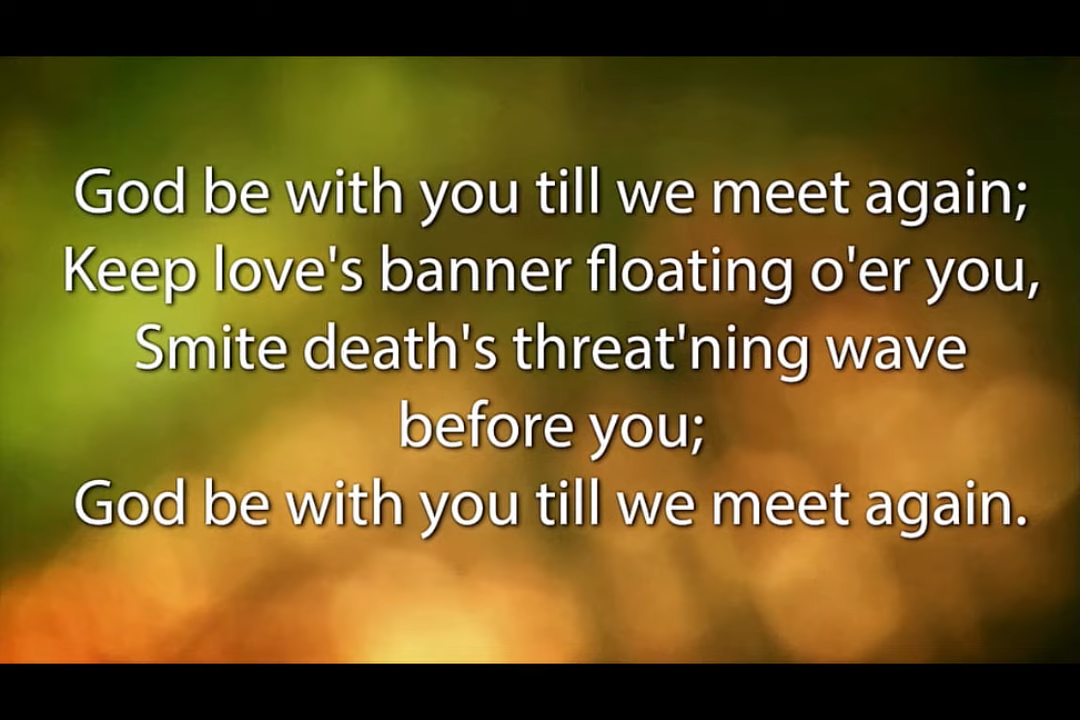 God be with you till we meet again;
Keep love's banner floating o'er you,
Smite death's threat'ning wave
before you;
God be with you till we meet again.